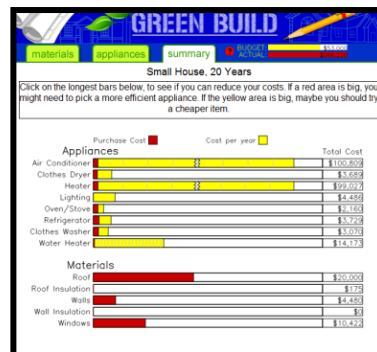 GREEN BUILD
materials appliances summary ? BUDGET: $55,000
ACTUAL:
Small House, 20 Years
Click on the longest bars below, to see if you can reduce your costs. If a red area is big, you
might need to pick a more efficient appliance. If the yellow area is big, maybe you should try
a cheaper item.
Purchase Cost Cost per year
Appliances Total Cost
Air Conditioner $100,809
Clothes Dryer $3,689
Heater $99,027
Lighting $4,486
Oven/Stove $2,160
Refrigerator $3,729
Clothes Washer $3,070
Water Heater $14,173
Materials
Roof $20,000
Roof Insulation $175
Walls $4,480
Wall Insulation $0
Windows $10,422